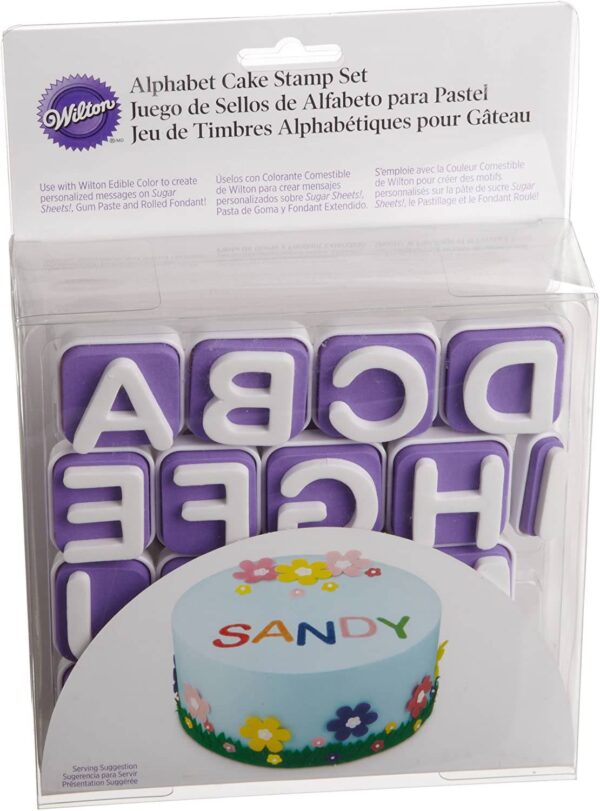 Wilton
®MD
Alphabet Cake Stamp Set
Juego de Sellos de Alfabeto para Pastel
Jeu de Timbres Alphabétiques pour Gâteau
Use with Wilton Edible Color to create
personalized messages on Sugar
Sheets!, Gum Paste and Rolled Fondant!
Úselos con Colorante Comestible
de Wilton para crear mensajes
personalizados sobre Sugar Sheets!,
Pasta de Goma y Fondant Extendido.
S'emploie avec la Couleur Comestible
de Wilton pour créer des motifs
personnalisés sur la pâte de sucre Sugar
Sheets!, le Pastillage et le Fondant Roulé!
A B C D
E F G H
I
SANDY
Serving Suggestion
Sugerencia para Servir
Présentation Suggérée